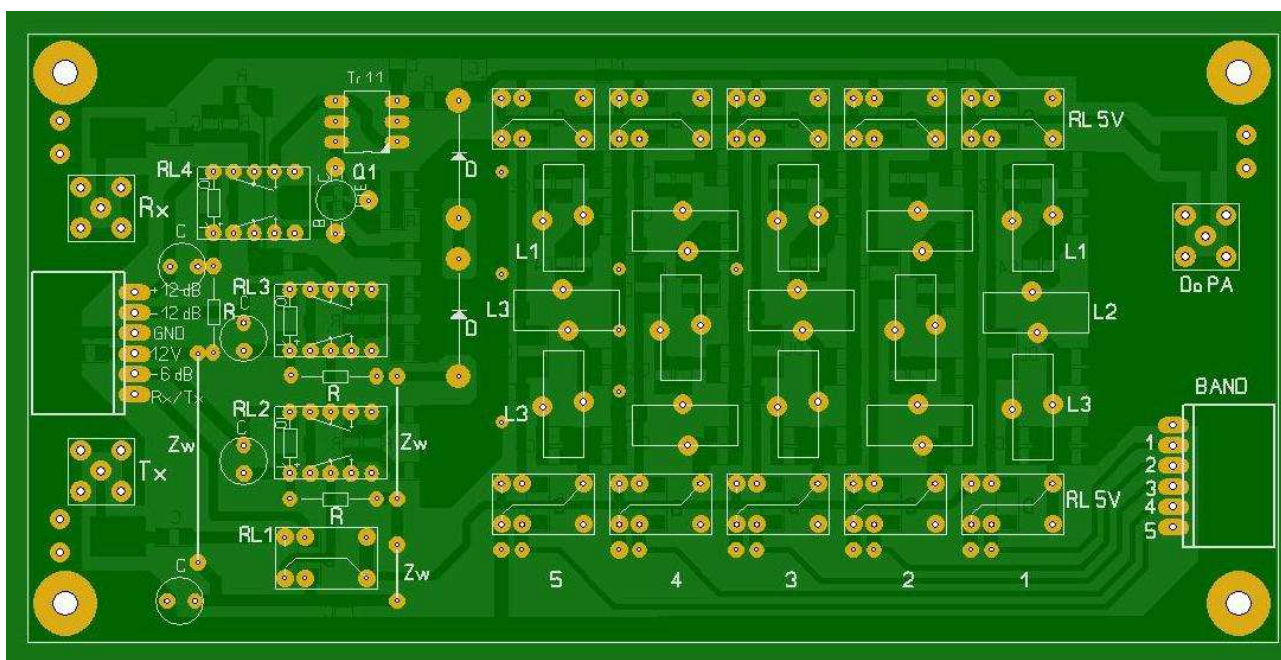 Tr 11
RL 5V
RL4
Q1
D
Rx
C
B
C
E
L1
L1
Do PA
+12 dB
-12 dB
GND
12V
-6 dB
Rx/Tx
R
RL3
C
L3
L2
D
R
BAND
RL2
C
Zw
Zw
L3
L3
1
2
3
4
5
Tx
R
RL 5V
RL1
C
Zw
5
4
3
2
1